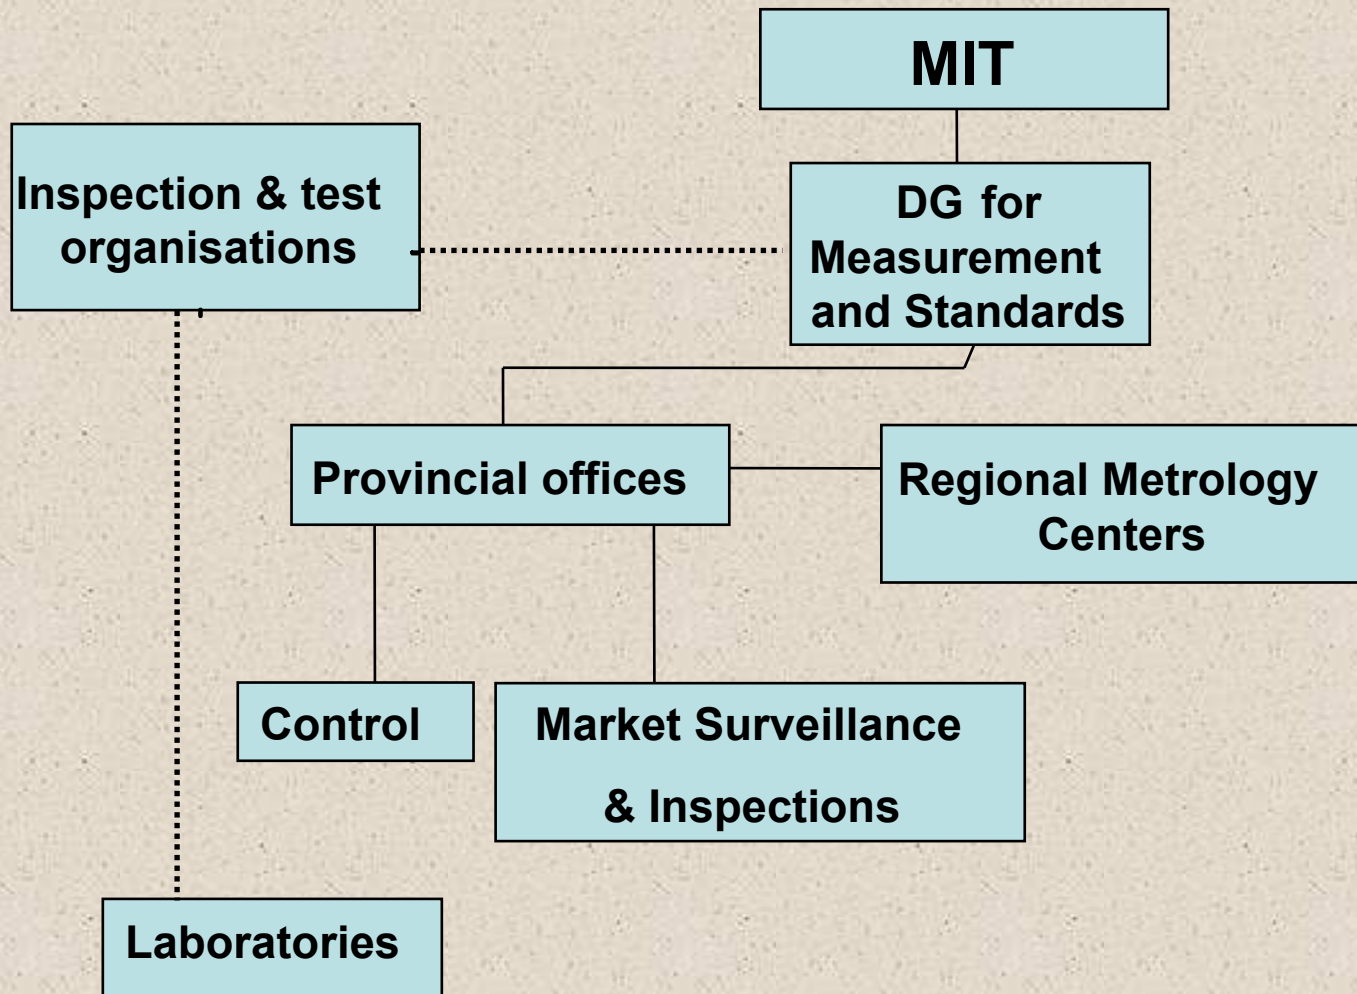 MIT
Inspection & test
organisations
DG for
Measurement
and Standards
Provincial offices
Regional Metrology
Centers
Control
Market Surveillance
& Inspections
Laboratories